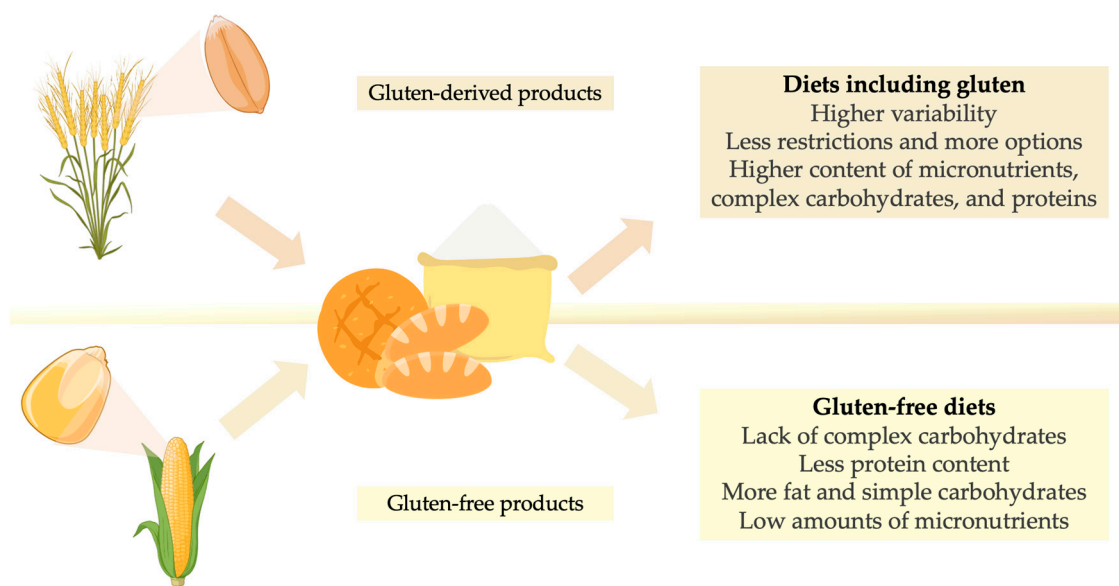 Gluten-derived products
Diets including gluten
Higher variability
Less restrictions and more options
Higher content of micronutrients,
complex carbohydrates, and proteins
Gluten-free products
Gluten-free diets
Lack of complex carbohydrates
Less protein content
More fat and simple carbohydrates
Low amounts of micronutrients